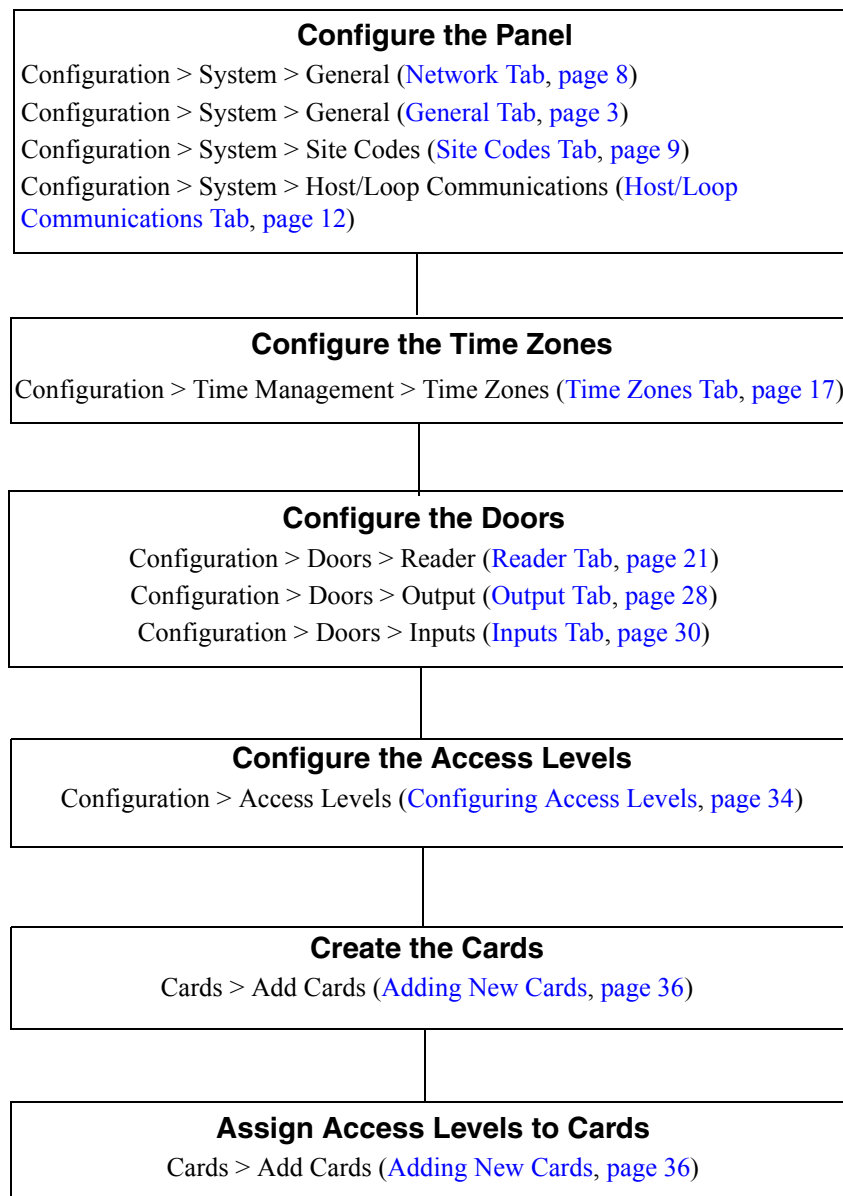 Configure the Panel
Configuration > System > General (Network Tab, page 8)
Configuration > System > General (General Tab, page 3)
Configuration > System > Site Codes (Site Codes Tab, page 9)
Configuration > System > Host/Loop Communications (Host/Loop
Communications Tab, page 12)
Configure the Time Zones
Configuration > Time Management > Time Zones (Time Zones Tab, page 17)
Configure the Doors
Configuration > Doors > Reader (Reader Tab, page 21)
Configuration > Doors > Output (Output Tab, page 28)
Configuration > Doors > Inputs (Inputs Tab, page 30)
Configure the Access Levels
Configuration > Access Levels (Configuring Access Levels, page 34)
Create the Cards
Cards > Add Cards (Adding New Cards, page 36)
Assign Access Levels to Cards
Cards > Add Cards (Adding New Cards, page 36)